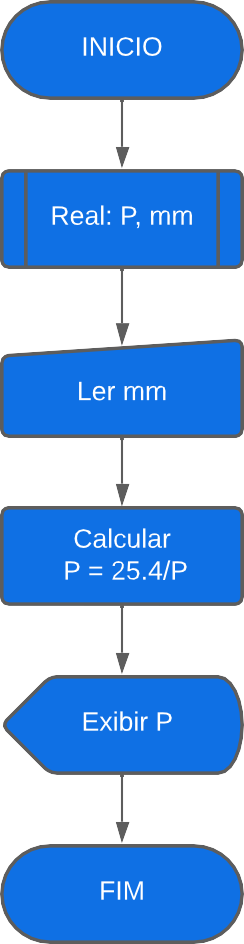 INICIO
Real: P, mm
Ler mm
Calcular
P = 25.4/P
Exibir P
FIM